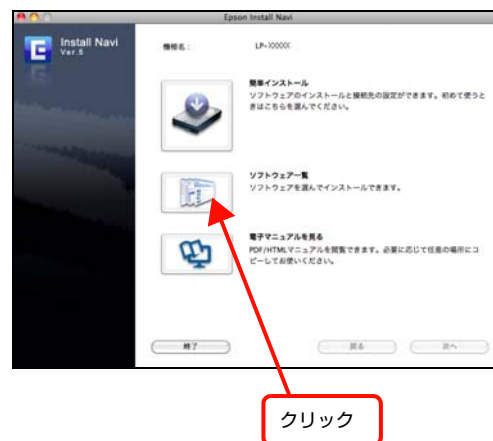 Epson Install Navi
Install Navi
Ver.5
機種名： LP-XXXXX
簡単インストール
ソフトウェアのインストールと接続先の設定ができます。初めて使うと
きはこちらを選んでください。
ソフトウェア一覧
ソフトウェアを選んでインストールできます。
電子マニュアルを見る
PDF/HTMLマニュアルを閲覧できます。必要に応じて任意の場所にコ
ピーしてお使いください。
終了 戻る 次へ
クリック